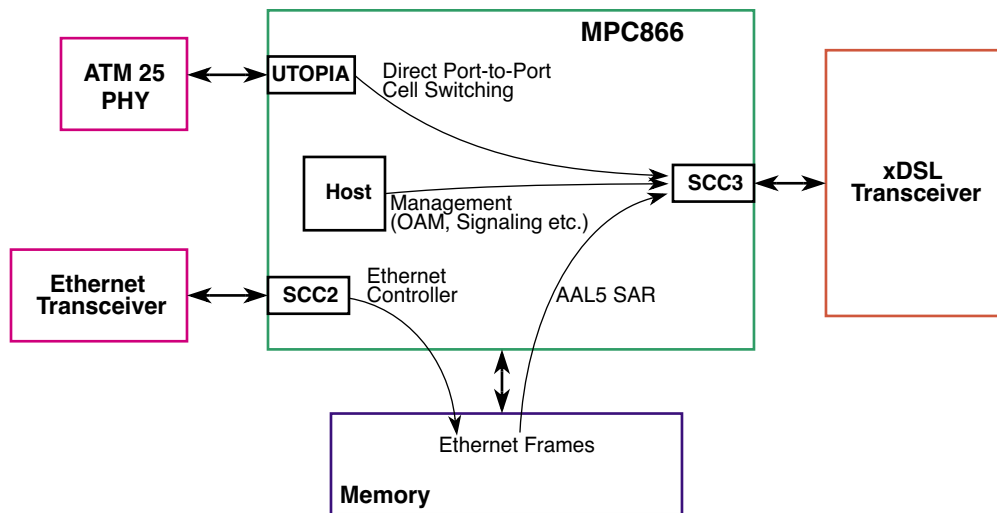 MPC866
ATM 25
PHY
UTOPIA
Direct Port-to-Port
Cell Switching
Host
Management
(OAM, Signaling etc.)
SCC3
xDSL
Transceiver
Ethernet
Transceiver
SCC2
Ethernet
Controller
AAL5 SAR
Ethernet Frames
Memory